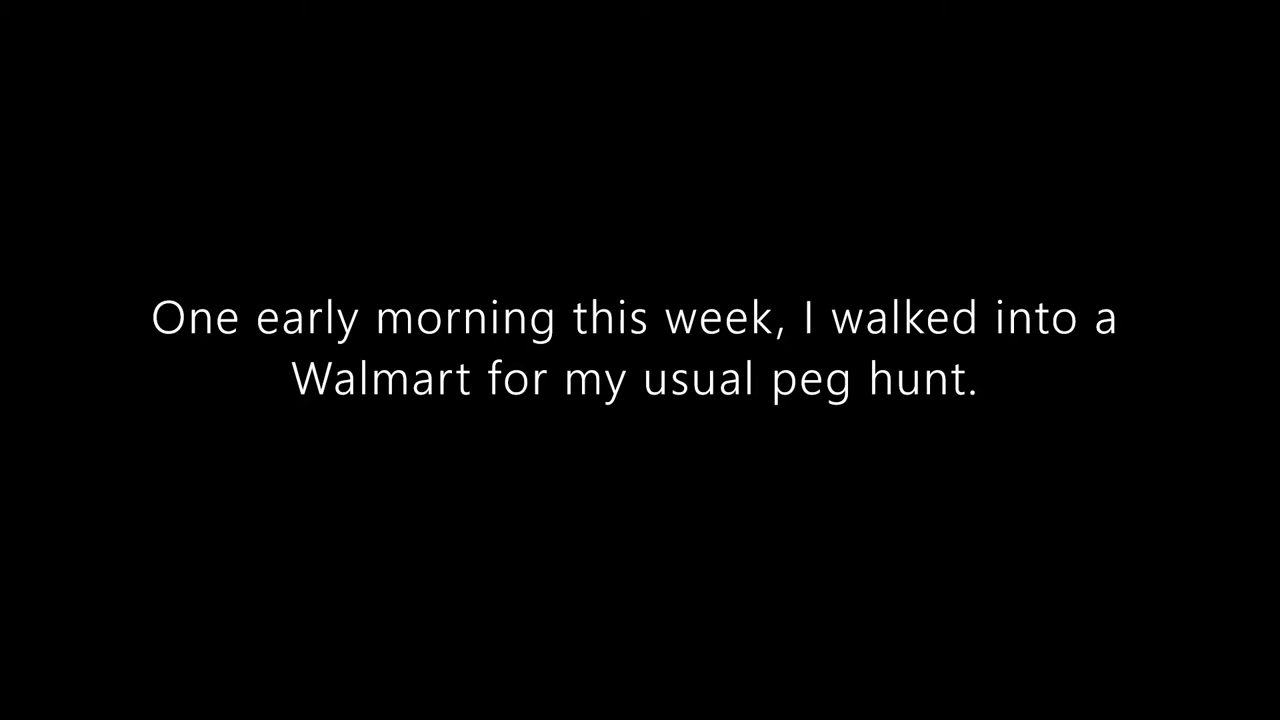 One early morning this week, I walked into a
Walmart for my usual peg hunt.